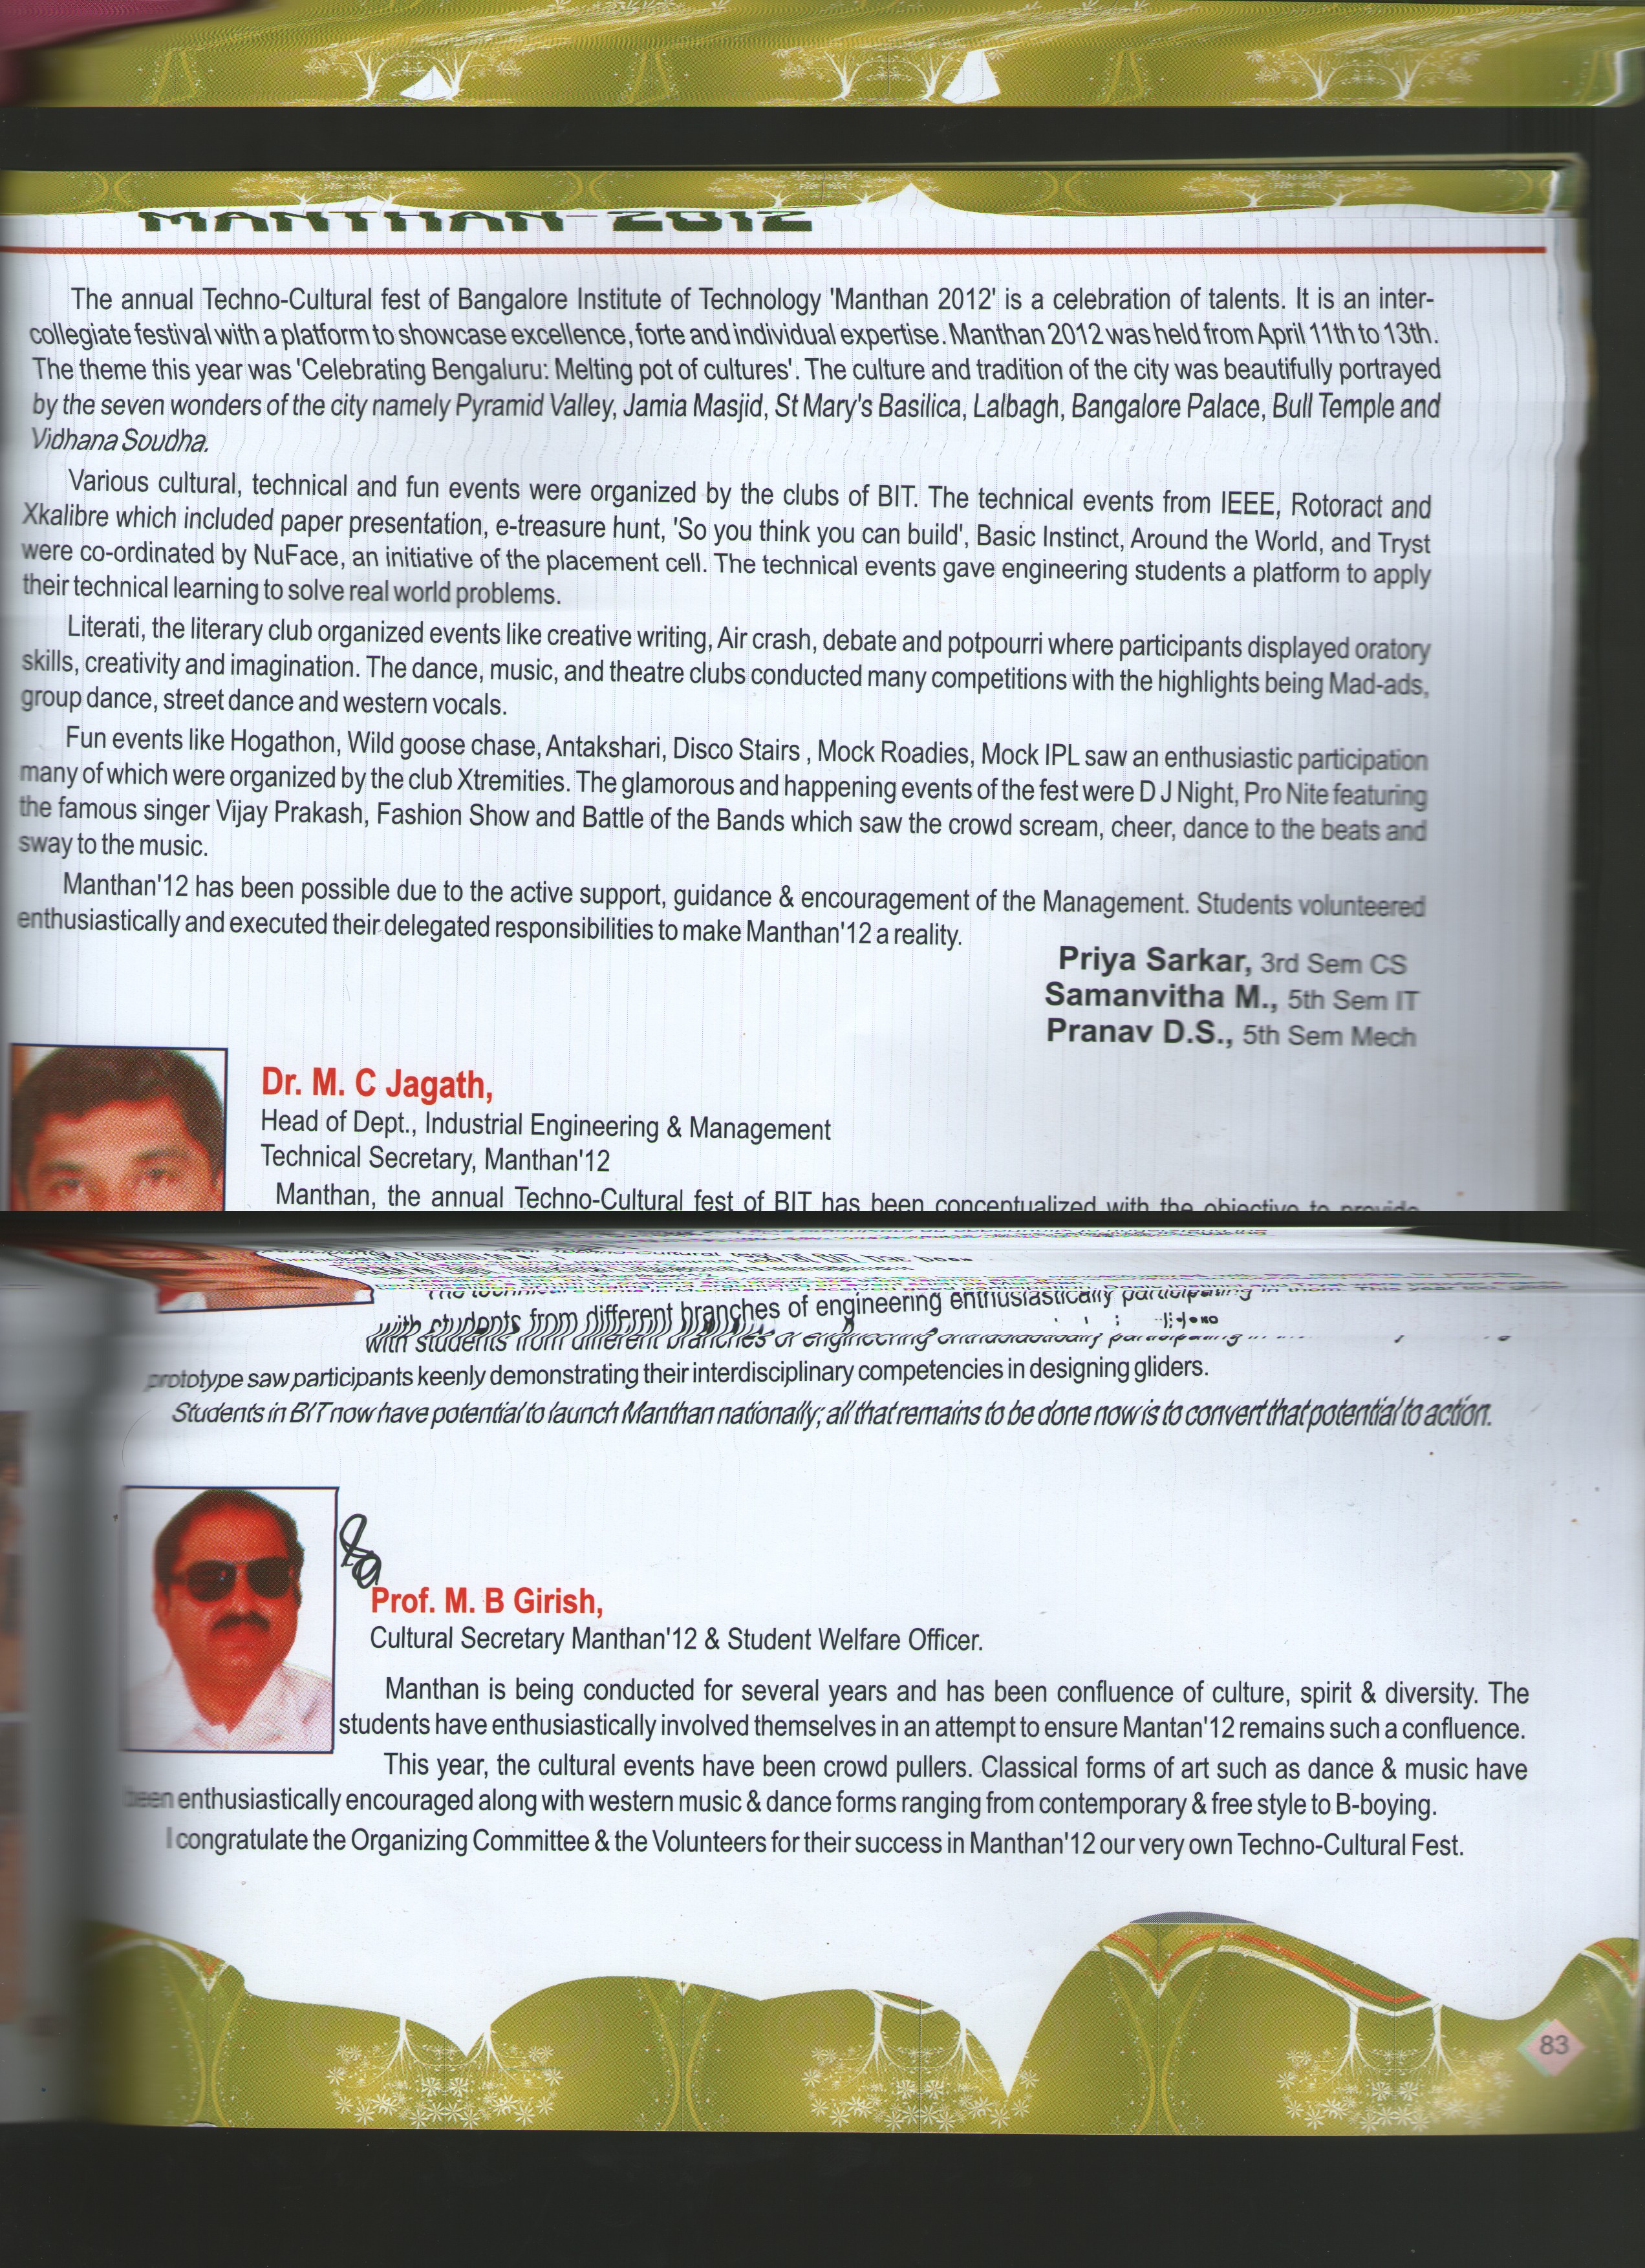 MANTHAN 2012
The annual Techno-Cultural fest of Bangalore Institute of Technology 'Manthan 2012' is a celebration of talents. It is an inter-
collegiate festival with a platform to showcase excellence, forte and individual expertise. Manthan 2012 was held from April 11th to 13th.
The theme this year was 'Celebrating Bengaluru: Melting pot of cultures'. The culture and tradition of the city was beautifully portrayed
by the seven wonders of the city namely Pyramid Valley, Jamia Masjid, St Mary's Basilica, Lalbagh, Bangalore Palace, Bull Temple and
Vidhana Soudha.
Various cultural, technical and fun events were organized by the clubs of BIT. The technical events from IEEE, Rotoract and
Xkalibre which included paper presentation, e-treasure hunt, 'So you think you can build', Basic Instinct, Around the World, and Tryst
were co-ordinated by NuFace, an initiative of the placement cell. The technical events gave engineering students a platform to apply
their technical learning to solve real world problems.
Literati, the literary club organized events like creative writing, Air crash, debate and potpourri where participants displayed oratory
skills, creativity and imagination. The dance, music, and theatre clubs conducted many competitions with the highlights being Mad-ads,
group dance, street dance and western vocals.
Fun events like Hogathon, Wild goose chase, Antakshari, Disco Stairs , Mock Roadies, Mock IPL saw an enthusiastic participation
many of which were organized by the club Xtremities. The glamorous and happening events of the fest were D J Night, Pro Nite featuring
the famous singer Vijay Prakash, Fashion Show and Battle of the Bands which saw the crowd scream, cheer, dance to the beats and
sway to the music.
Manthan'12 has been possible due to the active support, guidance & encouragement of the Management. Students volunteered
enthusiastically and executed their delegated responsibilities to make Manthan'12 a reality.
Priya Sarkar, 3rd Sem CS
Samanvitha M., 5th Sem IT
Pranav D.S., 5th Sem Mech
Dr. M. C Jagath,
Head of Dept., Industrial Engineering & Management
Technical Secretary, Manthan'12
Manthan, the annual Techno-Cultural fest of BIT has been conceptualized with the objective to provide
with students from different branches of engineering enthusiastically participating
with students from different branches of engineering enthusiastically participating in
prototype saw participants keenly demonstrating their interdisciplinary competencies in designing gliders.
Students in BIT now have potential to launch Manthan nationally; all that remains to be done now is to convert that potential to action.
Prof. M. B Girish,
Cultural Secretary Manthan'12 & Student Welfare Officer.
Manthan is being conducted for several years and has been confluence of culture, spirit & diversity. The
students have enthusiastically involved themselves in an attempt to ensure Mantan'12 remains such a confluence.
This year, the cultural events have been crowd pullers. Classical forms of art such as dance & music have
been enthusiastically encouraged along with western music & dance forms ranging from contemporary & free style to B-boying.
I congratulate the Organizing Committee & the Volunteers for their success in Manthan'12 our very own Techno-Cultural Fest.
83